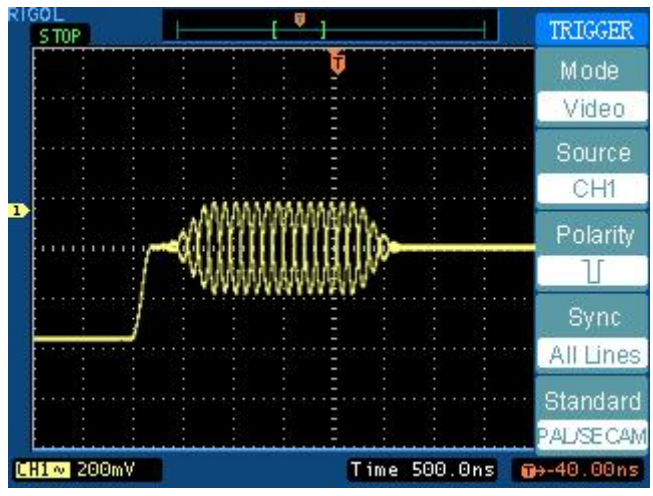 RIGOL
STOP
T
TRIGGER
Mode
Video
Source
CH1
Polarity
Sync
All Lines
Standard
PAL/SECAM
T
1
CH1~ 200mV
Time 500.0ns
T→-40.00ns